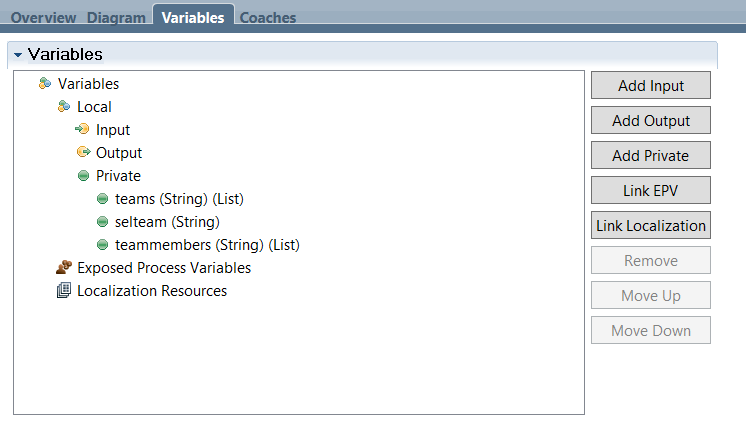 Overview Diagram Variables Coaches
Variables
Variables
Local
Input
Output
Private
teams (String) (List)
selteam (String)
teammembers (String) (List)
Exposed Process Variables
Localization Resources
Add Input
Add Output
Add Private
Link EPV
Link Localization
Remove
Move Up
Move Down